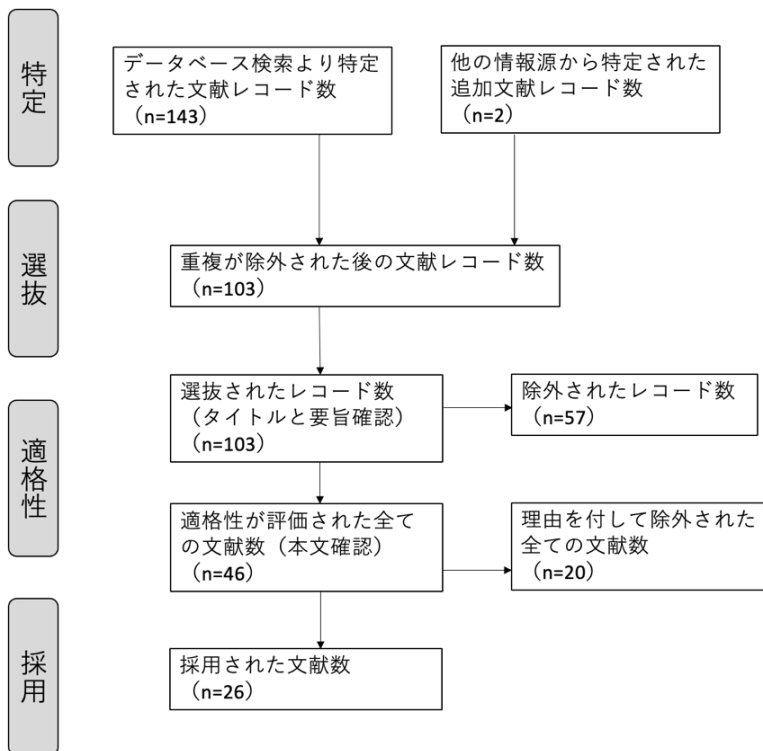 特定
データベース検索より特定
された文献レコード数
（n=143）
他の情報源から特定された
追加文献レコード数
（n=2）
選抜
重複が除外された後の文献レコード数
（n=103）
選抜されたレコード数
（タイトルと要旨確認）
（n=103）
除外されたレコード数
（n=57）
適格性
適格性が評価された全て
の文献数（本文確認）
（n=46）
理由を付して除外された
全ての文献数
（n=20）
採用
採用された文献数
（n=26）